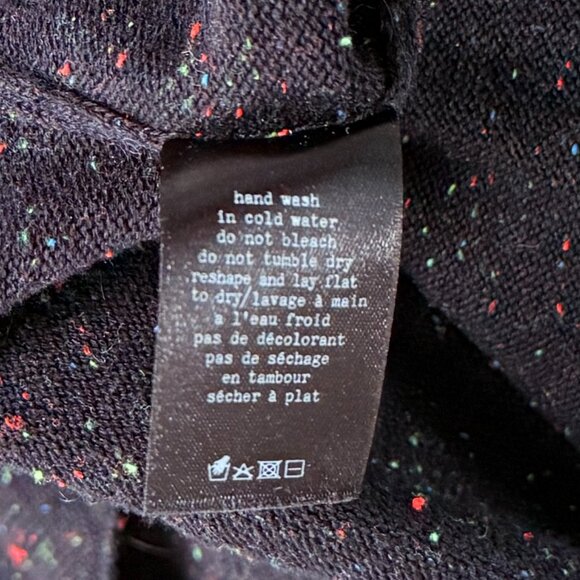 hand wash
in cold water
do not bleach
do not tumble dry
reshape and lay flat
to dry/lavage à main
a l'eau froid
pas de décolorant
pas de séchage
en tambour
sécher à plat